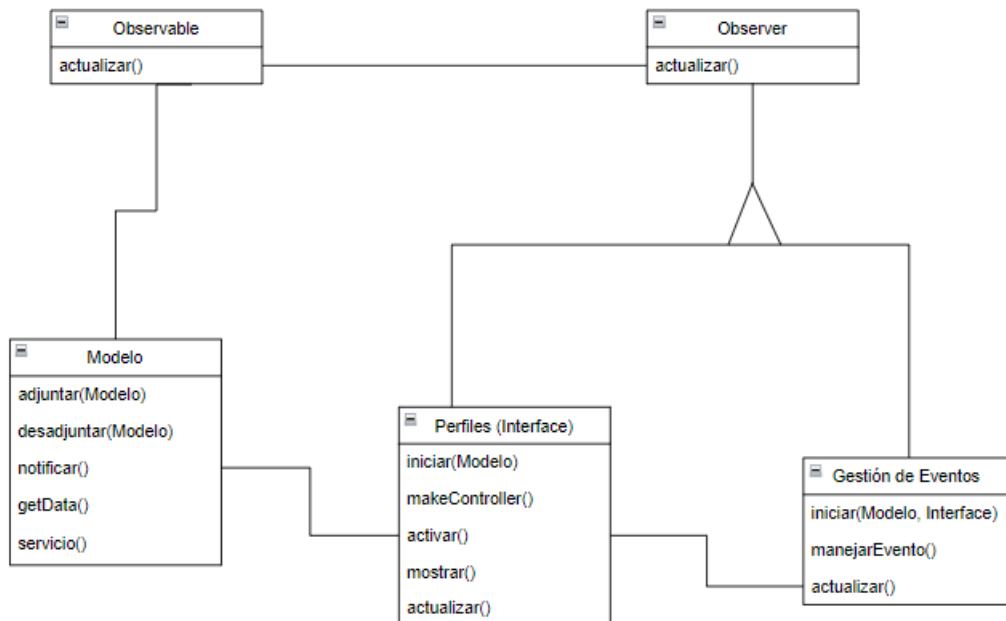 Observable
actualizar()
Observer
actualizar()
Modelo
adjuntar(Modelo)
desadjuntar(Modelo)
notificar()
getData()
servicio()
Perfiles (Interface)
iniciar(Modelo)
makeController()
activar()
mostrar()
actualizar()
Gestión de Eventos
iniciar(Modelo, Interface)
manejarEvento()
actualizar()